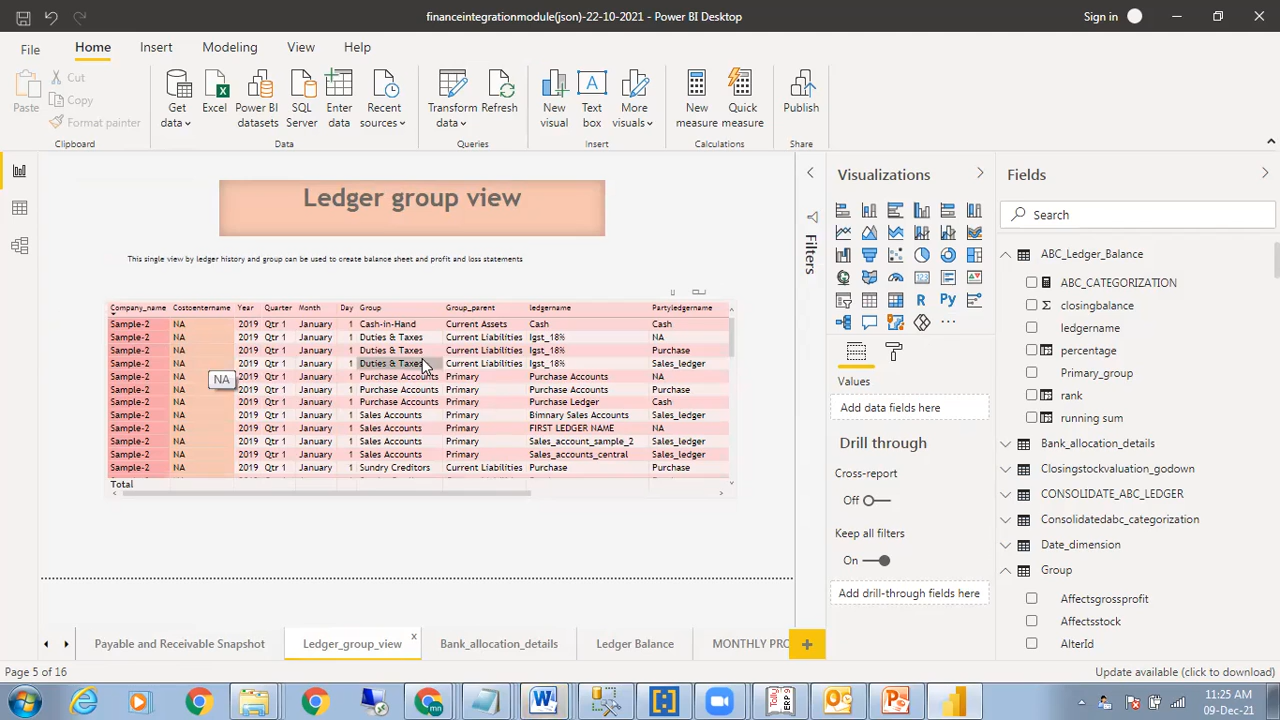 financeintegrationmodule(json)-22-10-2021 - Power BI Desktop
Sign in
File Home Insert Modeling View Help
Paste
Cut
Copy
Format painter
Clipboard
Get data
Excel
Power BI datasets
SQL Server
Enter data
Recent sources
Data
Transform data
Refresh
Queries
New visual
Text box
More visuals
Insert
New measure
Quick measure
Calculations
Publish
Share
Ledger group view
This single view by ledger history and group can be used to create balance sheet and profit and loss statements
Company_name Costcentername Year Quarter Month Day Group Group_parent ledgername Partyledgername
Sample-2 NA 2019 Qtr 1 January 1 Cash-in-Hand Current Assets Cash Cash
Sample-2 NA 2019 Qtr 1 January 1 Duties & Taxes Current Liabilities Igst_18% NA
Sample-2 NA 2019 Qtr 1 January 1 Duties & Taxes Current Liabilities Igst_18% Purchase
Sample-2 NA 2019 Qtr 1 January 1 Duties & Taxes Current Liabilities Igst_18% Sales_ledger
Sample-2 NA 2019 Qtr 1 January 1 Purchase Accounts Primary Purchase Accounts NA
Sample-2 NA 2019 Qtr 1 January 1 Purchase Accounts Primary Purchase Accounts Purchase
Sample-2 NA 2019 Qtr 1 January 1 Purchase Accounts Primary Purchase Ledger Cash
Sample-2 NA 2019 Qtr 1 January 1 Sales Accounts Primary Bimnary Sales Accounts Sales_ledger
Sample-2 NA 2019 Qtr 1 January 1 Sales Accounts Primary FIRST LEDGER NAME NA
Sample-2 NA 2019 Qtr 1 January 1 Sales Accounts Primary Sales_account_sample_2 Sales_ledger
Sample-2 NA 2019 Qtr 1 January 1 Sales Accounts Primary Sales_accounts_central Sales_ledger
Sample-2 NA 2019 Qtr 1 January 1 Sundry Creditors Current Liabilities Purchase Purchase
Total
NA
Filters
Visualizations
R Py
Values
Add data fields here
Drill through
Cross-report
Off
Keep all filters
On
Add drill-through fields here
Fields
Search
ABC_Ledger_Balance
ABC_CATEGORIZATION
closingbalance
ledgername
percentage
Primary_group
rank
running sum
Bank_allocation_details
Closingstockvaluation_godown
CONSOLIDATE_ABC_LEDGER
Consolidatedabc_categorization
Date_dimension
Group
Affectsgrossprofit
Affectsstock
AlterId
Payable and Receivable Snapshot Ledger_group_view Bank_allocation_details Ledger Balance MONTHLY PRO
Page 5 of 16
Update available (click to download)
11:25 AM
09-Dec-21